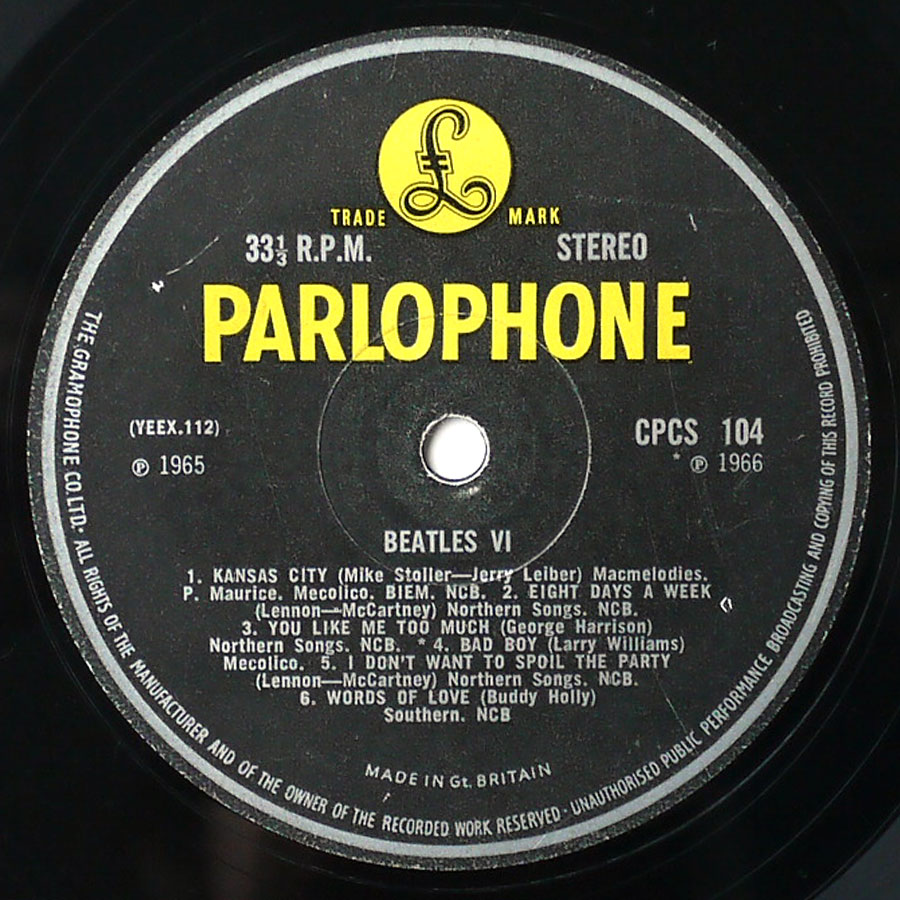 £
TRADE MARK
33⅓ R.P.M. STEREO
PARLOPHONE
(YEEX.112) CPCS 104
℗ 1965 * ℗ 1966
BEATLES VI
1. KANSAS CITY (Mike Stoller—Jerry Leiber) Macmelodies.
P. Maurice. Mecolico. BIEM. NCB. 2. EIGHT DAYS A WEEK
(Lennon—McCartney) Northern Songs. NCB.
3. YOU LIKE ME TOO MUCH (George Harrison)
Northern Songs. NCB. * 4. BAD BOY (Larry Williams)
Mecolico. 5. I DON'T WANT TO SPOIL THE PARTY
(Lennon—McCartney) Northern Songs. NCB.
6. WORDS OF LOVE (Buddy Holly)
Southern. NCB
MADE IN Gt. BRITAIN
THE GRAMOPHONE CO. LTD. · ALL RIGHTS OF THE MANUFACTURER AND OF THE OWNER OF THE RECORDED WORK RESERVED · UNAUTHORISED PUBLIC PERFORMANCE BROADCASTING AND COPYING OF THIS RECORD PROHIBITED